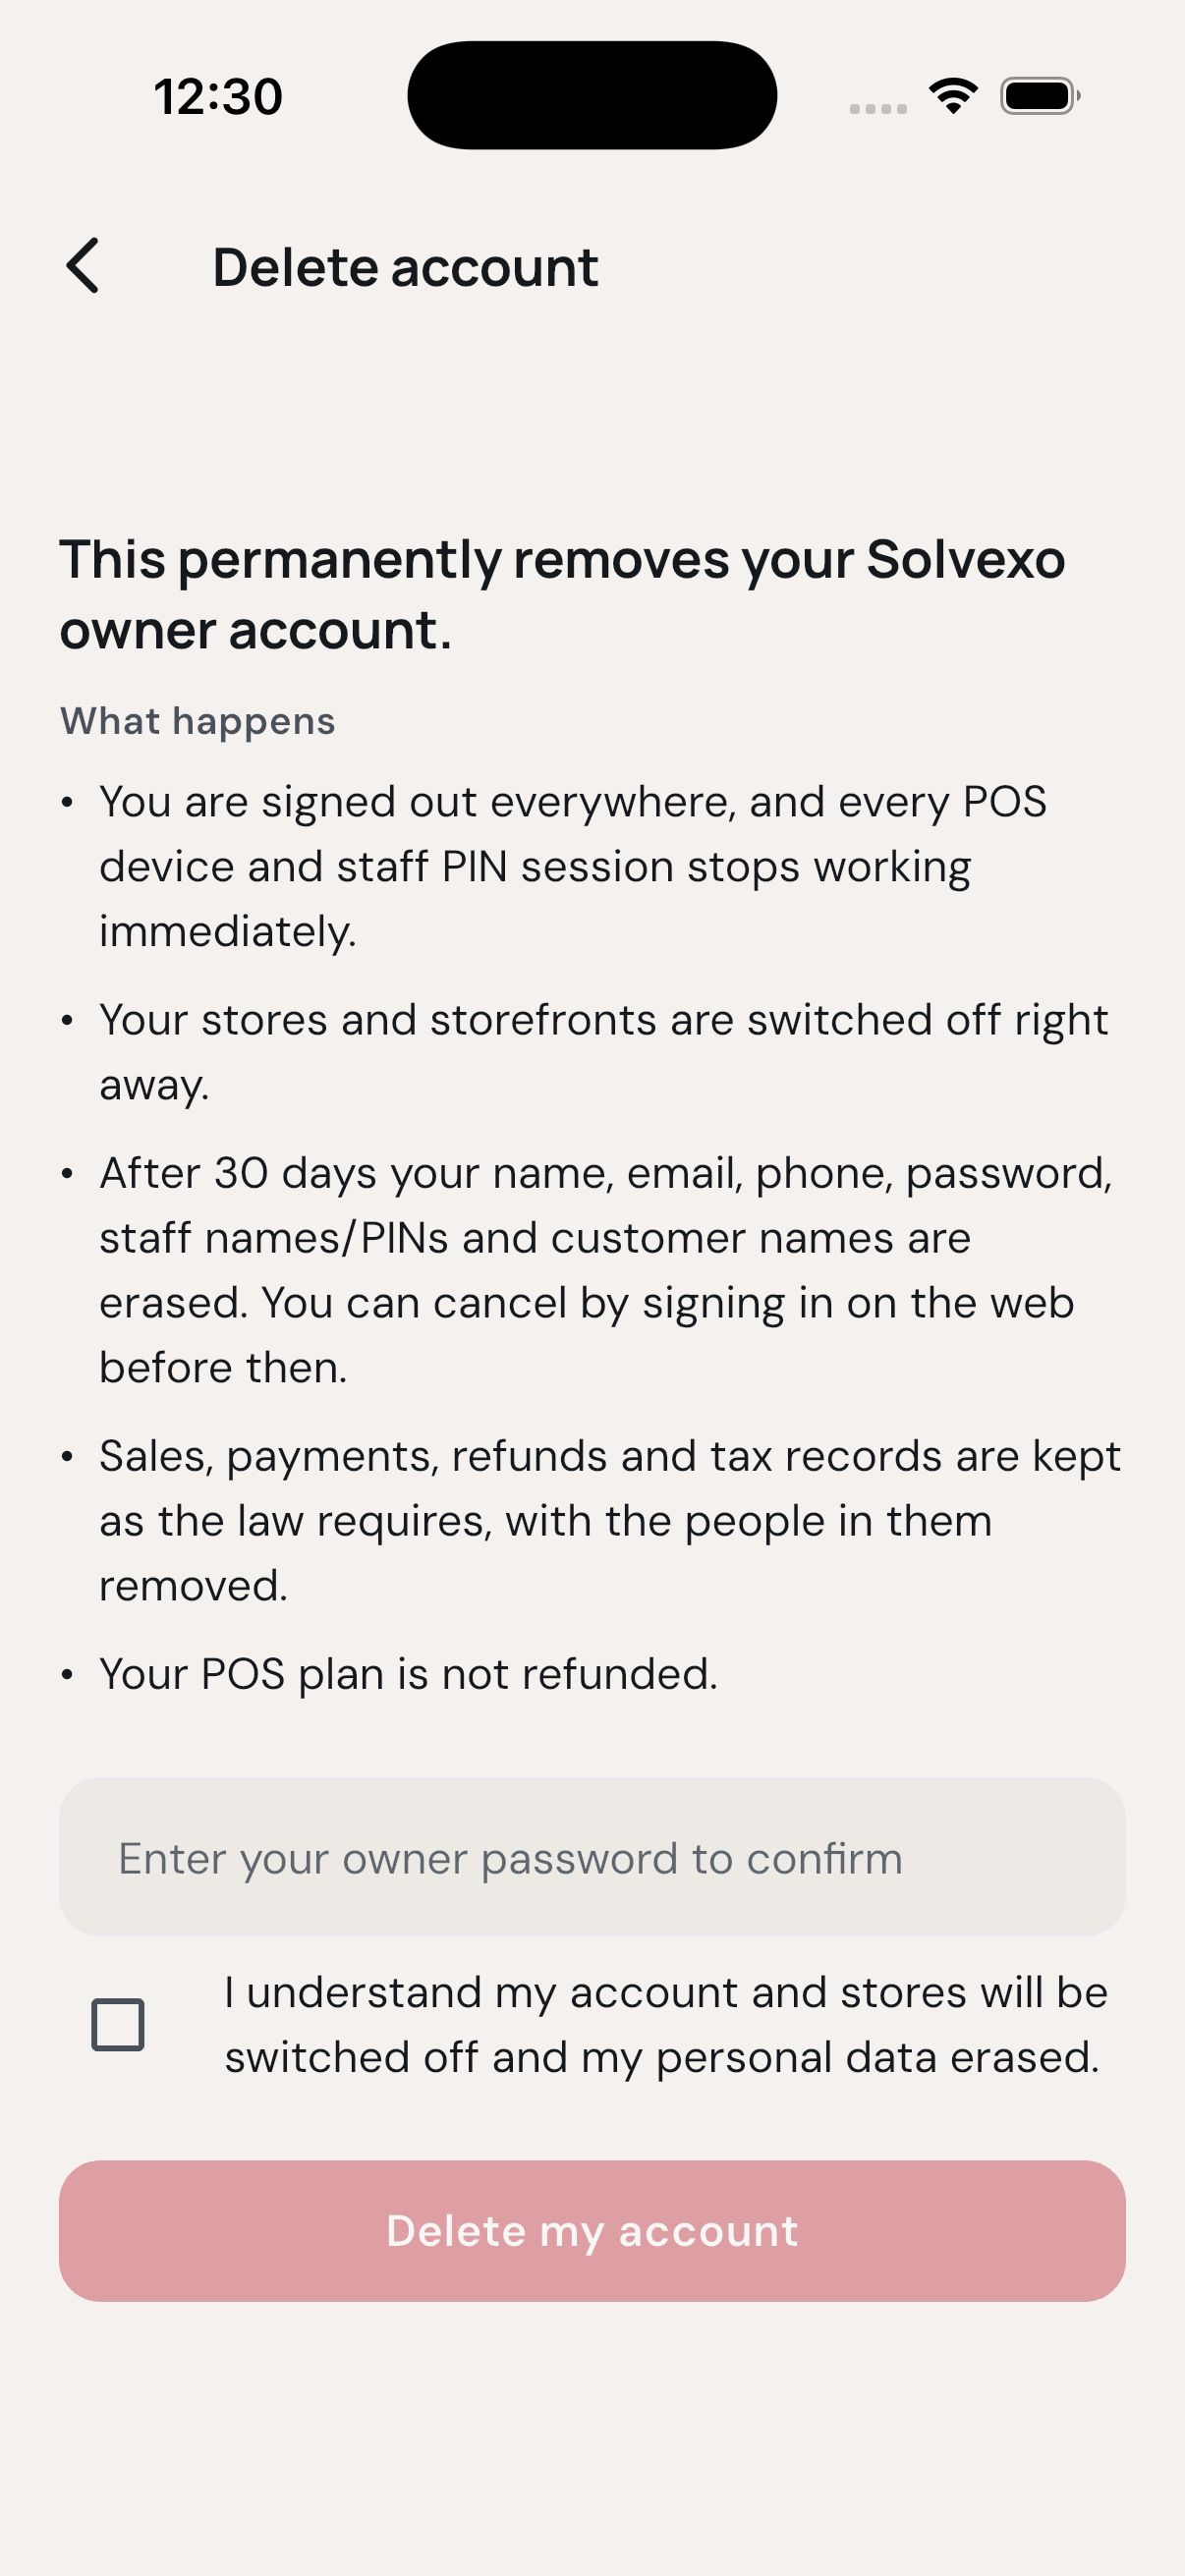 12:30
Delete account
This permanently removes your Solvexo
owner account.
What happens
• You are signed out everywhere, and every POS
device and staff PIN session stops working
immediately.
• Your stores and storefronts are switched off right
away.
• After 30 days your name, email, phone, password,
staff names/PINs and customer names are
erased. You can cancel by signing in on the web
before then.
• Sales, payments, refunds and tax records are kept
as the law requires, with the people in them
removed.
• Your POS plan is not refunded.
Enter your owner password to confirm
I understand my account and stores will be
switched off and my personal data erased.
Delete my account